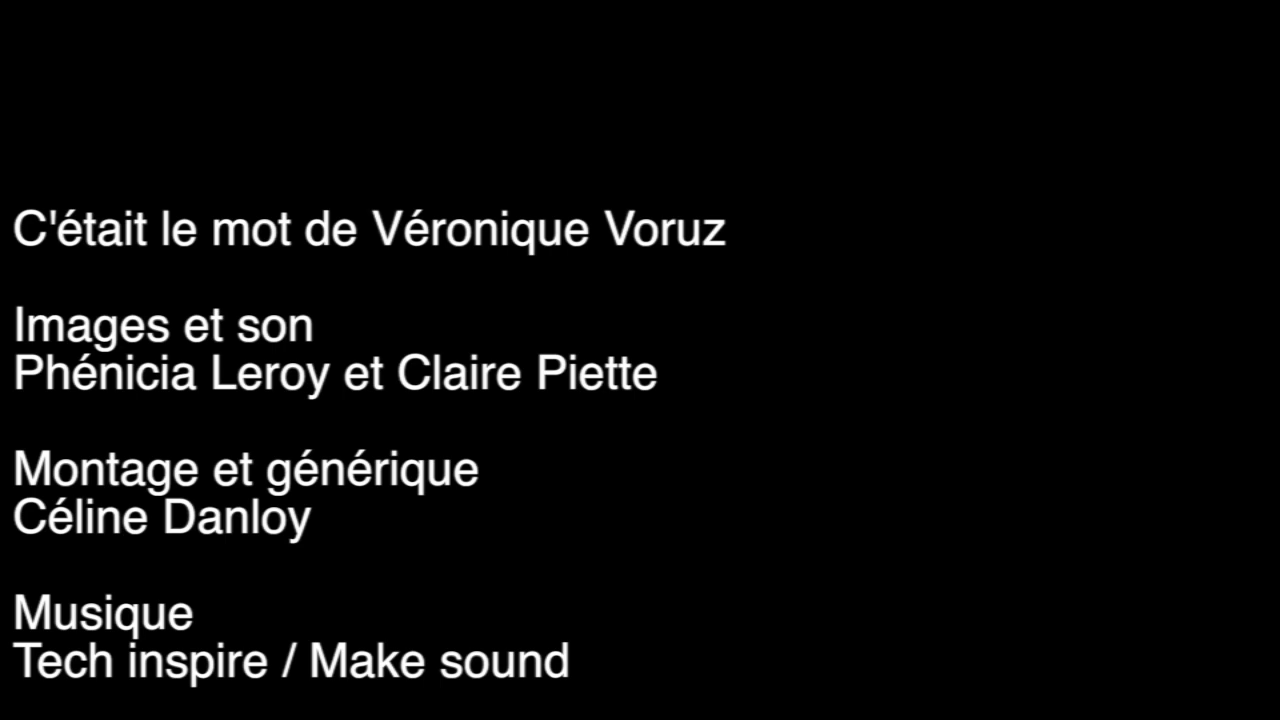 C'était le mot de Véronique Voruz
Images et son
Phénicia Leroy et Claire Piette
Montage et générique
Céline Danloy
Musique
Tech inspire / Make sound